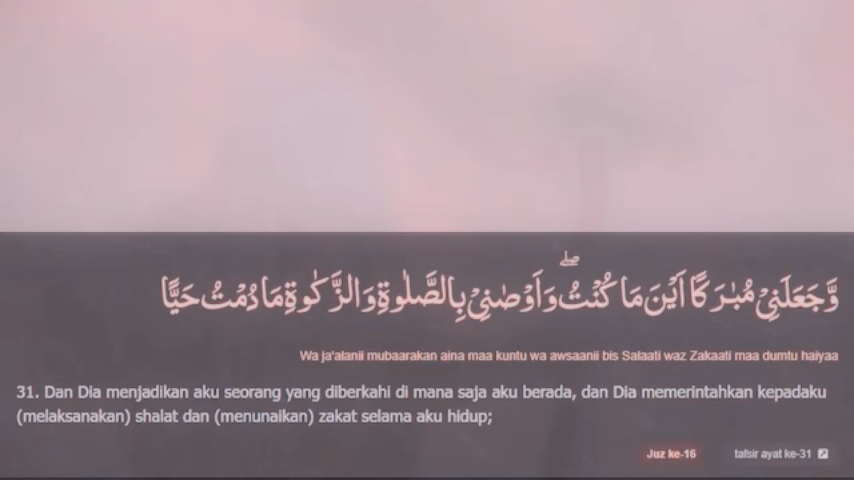 وَّجَعَلَنِيْ مُبٰرَكًا اَيْنَ مَا كُنْتُۖ وَاَوْصٰنِيْ بِالصَّلٰوةِ وَالزَّكٰوةِ مَا دُمْتُ حَيًّا
Wa ja'alanii mubaarakan aina maa kuntu wa awsaanii bis Salaati waz Zakaati maa dumtu haiyaa
31. Dan Dia menjadikan aku seorang yang diberkahi di mana saja aku berada, dan Dia memerintahkan kepadaku
(melaksanakan) shalat dan (menunaikan) zakat selama aku hidup;
Juz ke-16 tafsir ayat ke-31